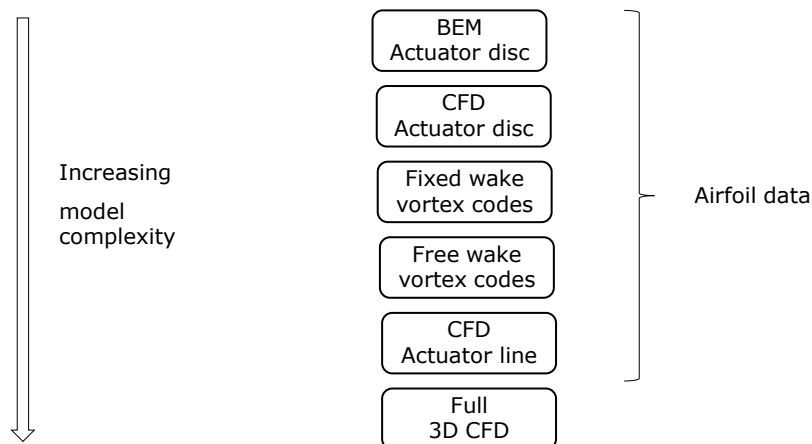 BEM
Actuator disc
CFD
Actuator disc
Fixed wake
vortex codes
Free wake
vortex codes
CFD
Actuator line
Full
3D CFD
Increasing
model
complexity
Airfoil data